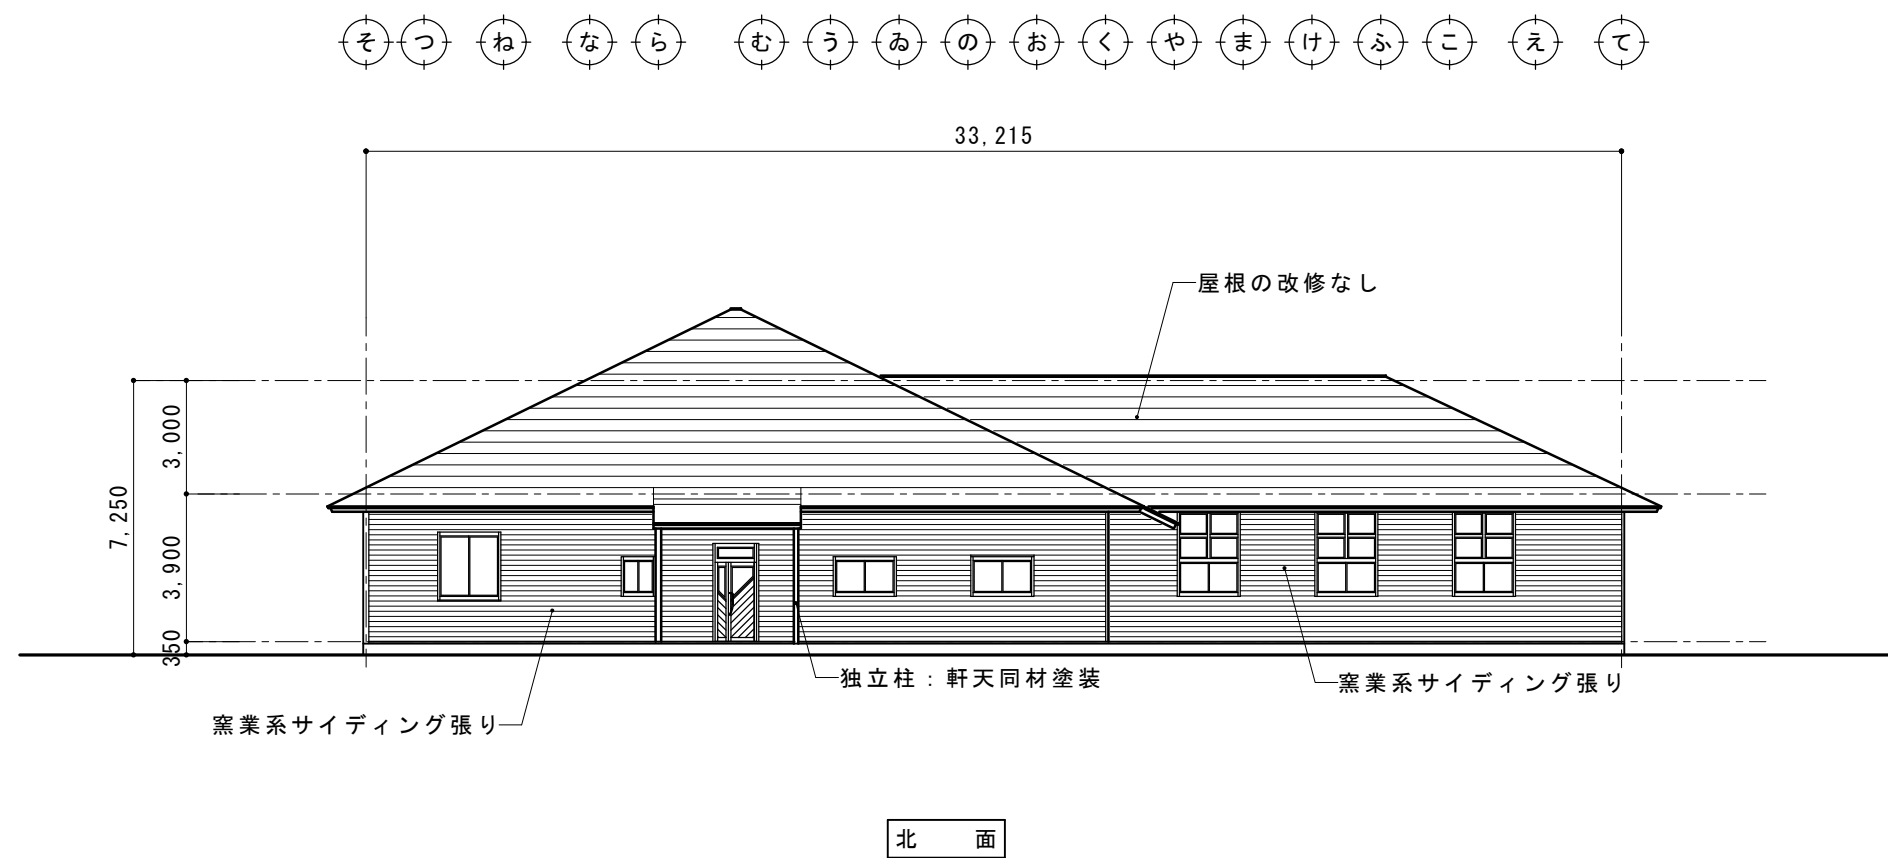 そ つ ね な ら む う ゐ の お く や ま け ふ こ え て
33,215
屋根の改修なし
3,000
7,250
3,900
350
独立柱：軒天同材塗装
窯業系サイディング張り
窯業系サイディング張り
北 面